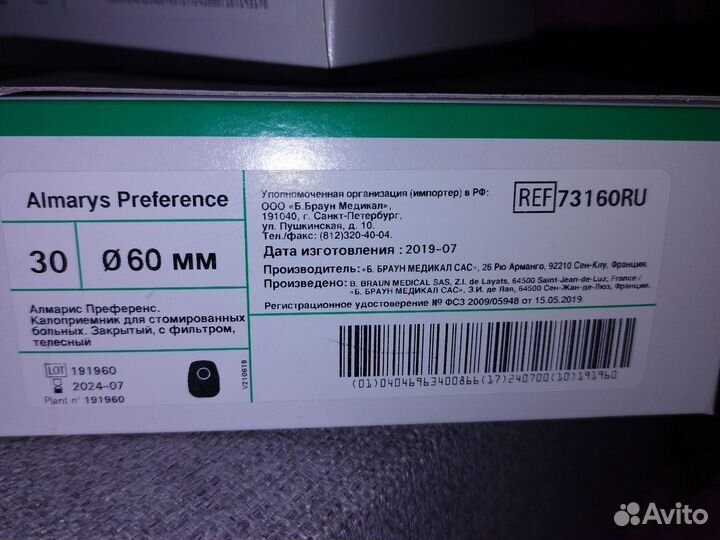 Almarys Preference
30
Ø 60 мм
Алмарис Преференс.
Калоприемник для стомированных
больных. Закрытый, с фильтром,
телесный
LOT 191960
2024-07
Plant n° 191960
V210619
Уполномоченная организация (импортер) в РФ:
ООО «Б.Браун Медикал»,
191040, г. Санкт-Петербург,
ул. Пушкинская, д. 10.
Тел./факс: (812)320-40-04.
REF 73160RU
Дата изготовления : 2019-07
Производитель: «Б. БРАУН МЕДИКАЛ САС», 26 Рю Арманго, 92210 Сен-Клу, Франция.
Произведено: B. BRAUN MEDICAL SAS, Z.I. de Layats, 64500 Saint-Jean-de-Luz, France /
«Б. БРАУН МЕДИКАЛ САС», З.И. де Лая, 64500 Сен-Жан-де-Люз, Франция.
Регистрационное удостоверение № ФСЗ 2009/05948 от 15.05.2019
(01)04046963400866(17)240700(10)191960
Avito